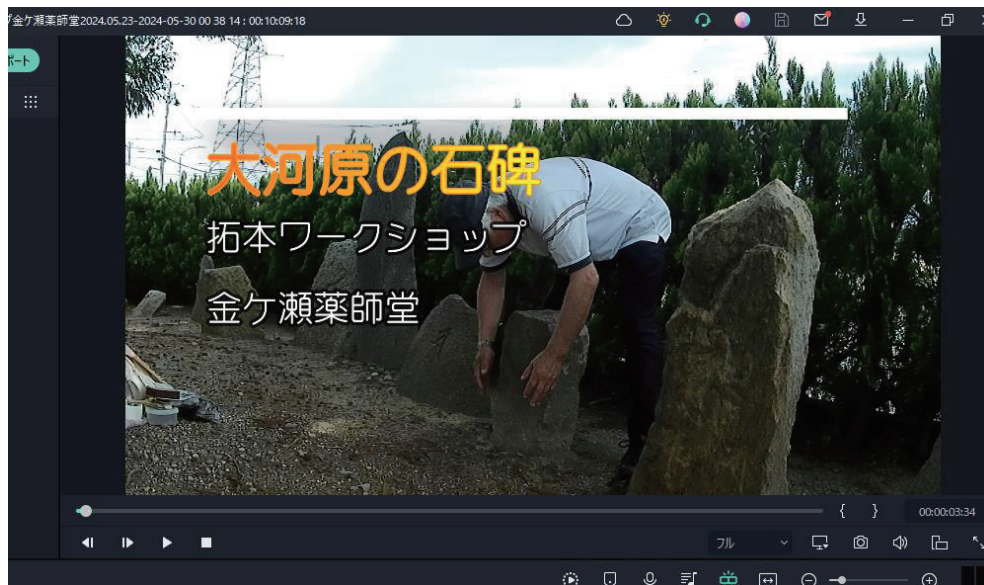 金ケ瀬薬師堂2024.05.23-2024-05-30 00 38 14 : 00:10:09:18
ポート
大河原の石碑
拓本ワークショップ
金ケ瀬薬師堂
{ }
00:00:03:34
フル